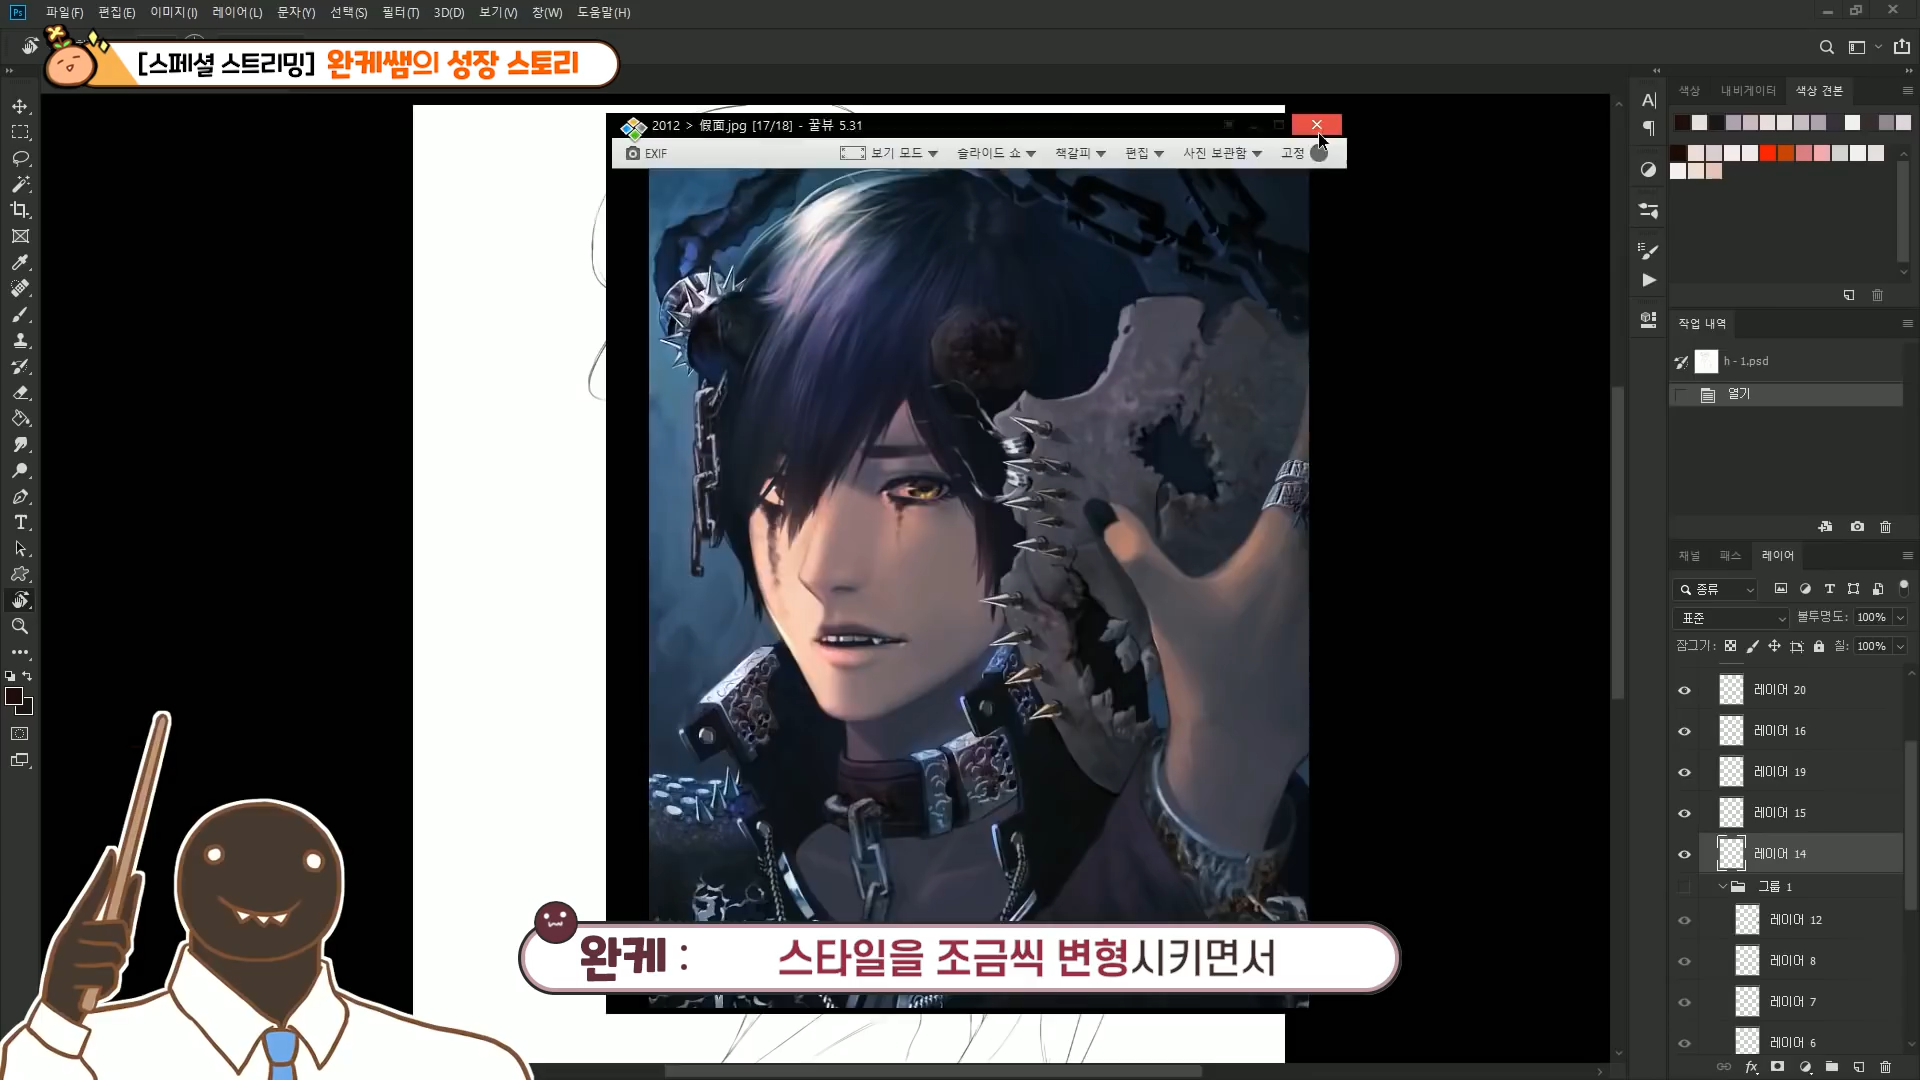 Ps 파일(F) 편집(E) 이미지(I) 레이어(L) 문자(Y) 선택(S) 필터(T) 3D(D) 보기(V) 창(W) 도움말(H)
[스페셜 스트리밍] 완케쌤의 성장 스토리
2012 > 假面.jpg [17/18] - 꿀뷰 5.31
EXIF 보기 모드 슬라이드 쇼 책갈피 편집 사진 보관함 고정
색상 내비게이터 색상 견본
작업 내역
h - 1.psd
열기
채널 패스 레이어
종류
표준 불투명도: 100%
잠그기: 칠: 100%
레이어 20
레이어 16
레이어 19
레이어 15
레이어 14
그룹 1
레이어 12
레이어 8
레이어 7
레이어 6
fx
완케 : 스타일을 조금씩 변형시키면서